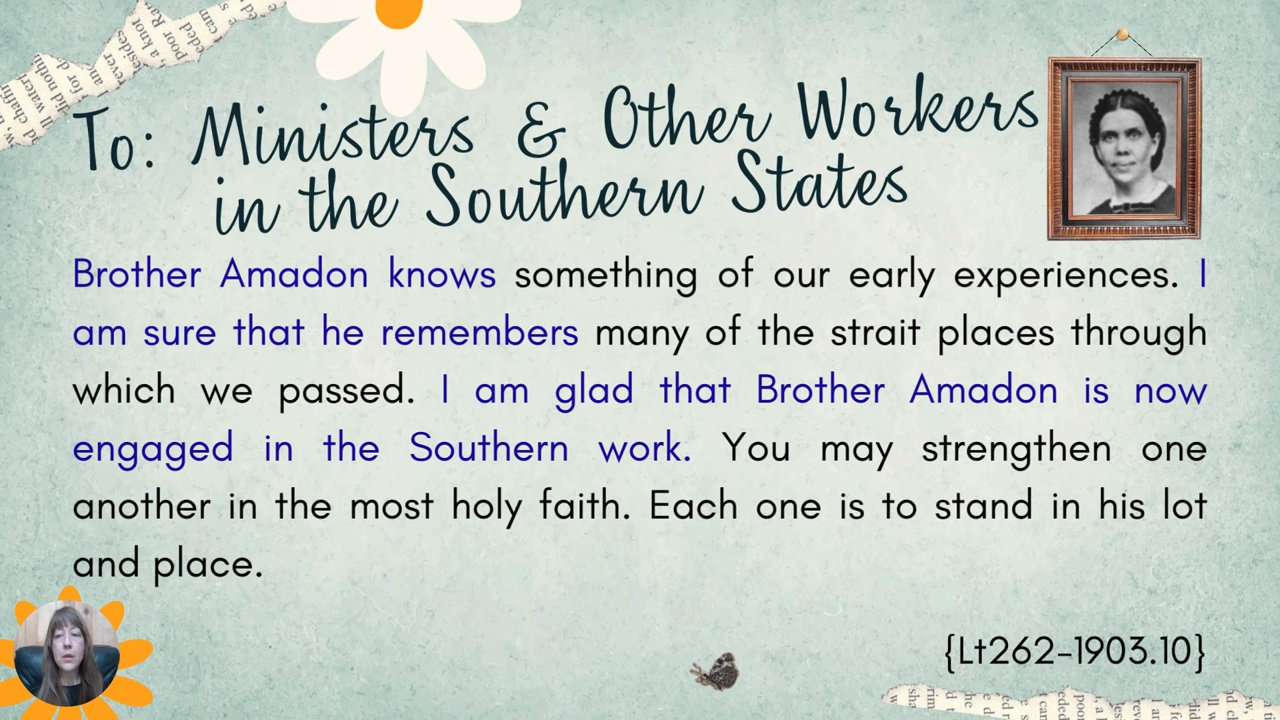 To: Ministers & Other Workers
in the Southern States
Brother Amadon knows something of our early experiences. I
am sure that he remembers many of the strait places through
which we passed. I am glad that Brother Amadon is now
engaged in the Southern work. You may strengthen one
another in the most holy faith. Each one is to stand in his lot
and place.
{Lt262-1903.10}